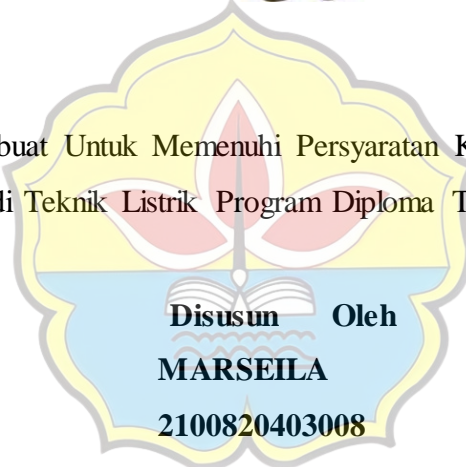 buat Untuk Memenuhi Persyaratan
di Teknik Listrik Program Diploma
Disusun Oleh
MARSEILA
2100820403008